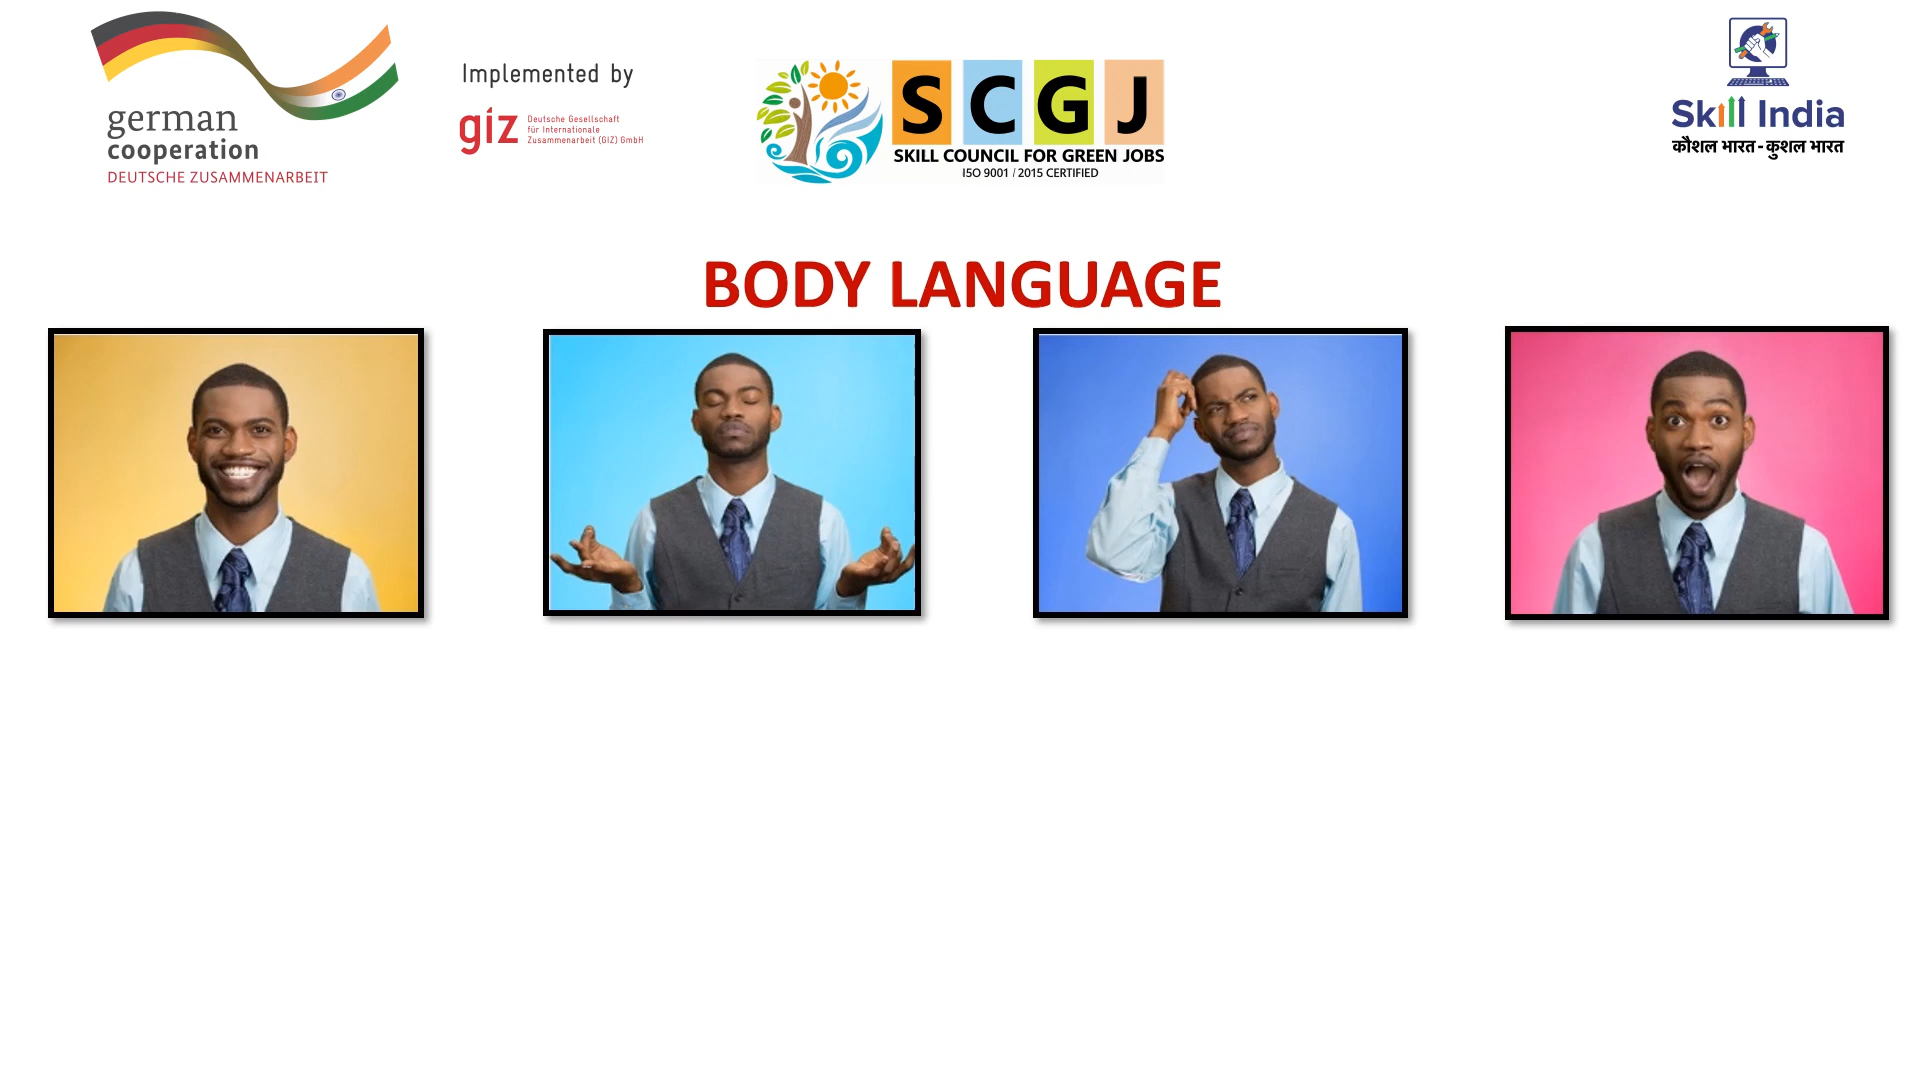 german
cooperation
DEUTSCHE ZUSAMMENARBEIT
Implemented by
giz
Deutsche Gesellschaft
für Internationale
Zusammenarbeit (GIZ) GmbH
SCGJ
SKILL COUNCIL FOR GREEN JOBS
ISO 9001 / 2015 CERTIFIED
Skill India
कौशल भारत - कुशल भारत
BODY LANGUAGE